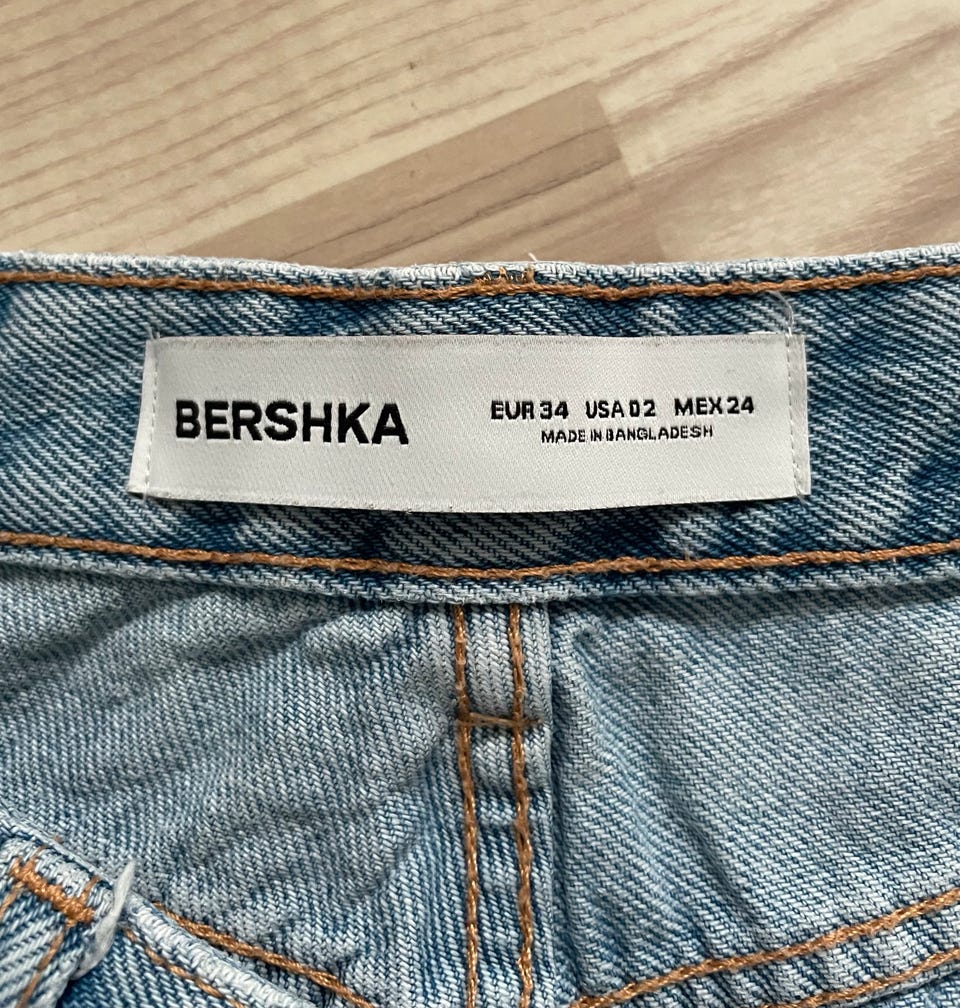 BERSHKA
EUR 34 USA 02 MEX 24
MADE IN BANGLADESH